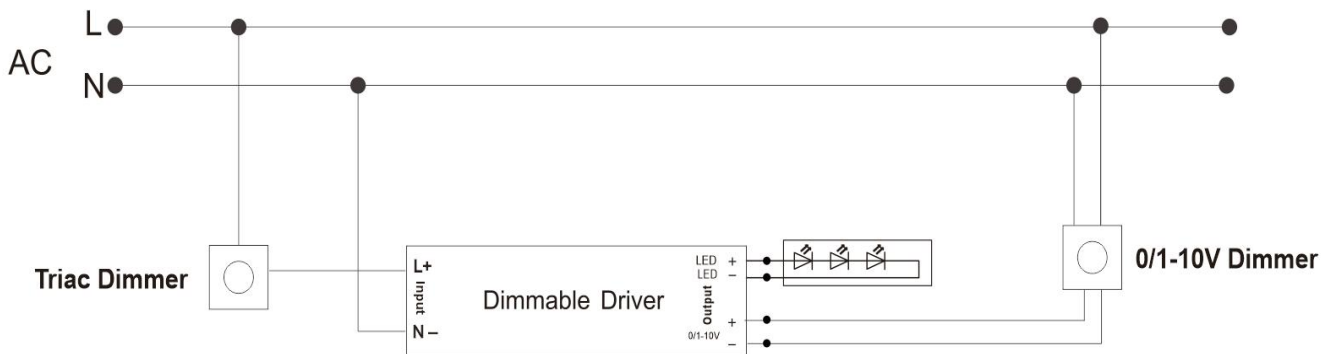 L
AC
N
Triac Dimmer
L+
Input
N –
Dimmable Driver
LED +
LED –
Output
+
0/1-10V
–
0/1-10V Dimmer